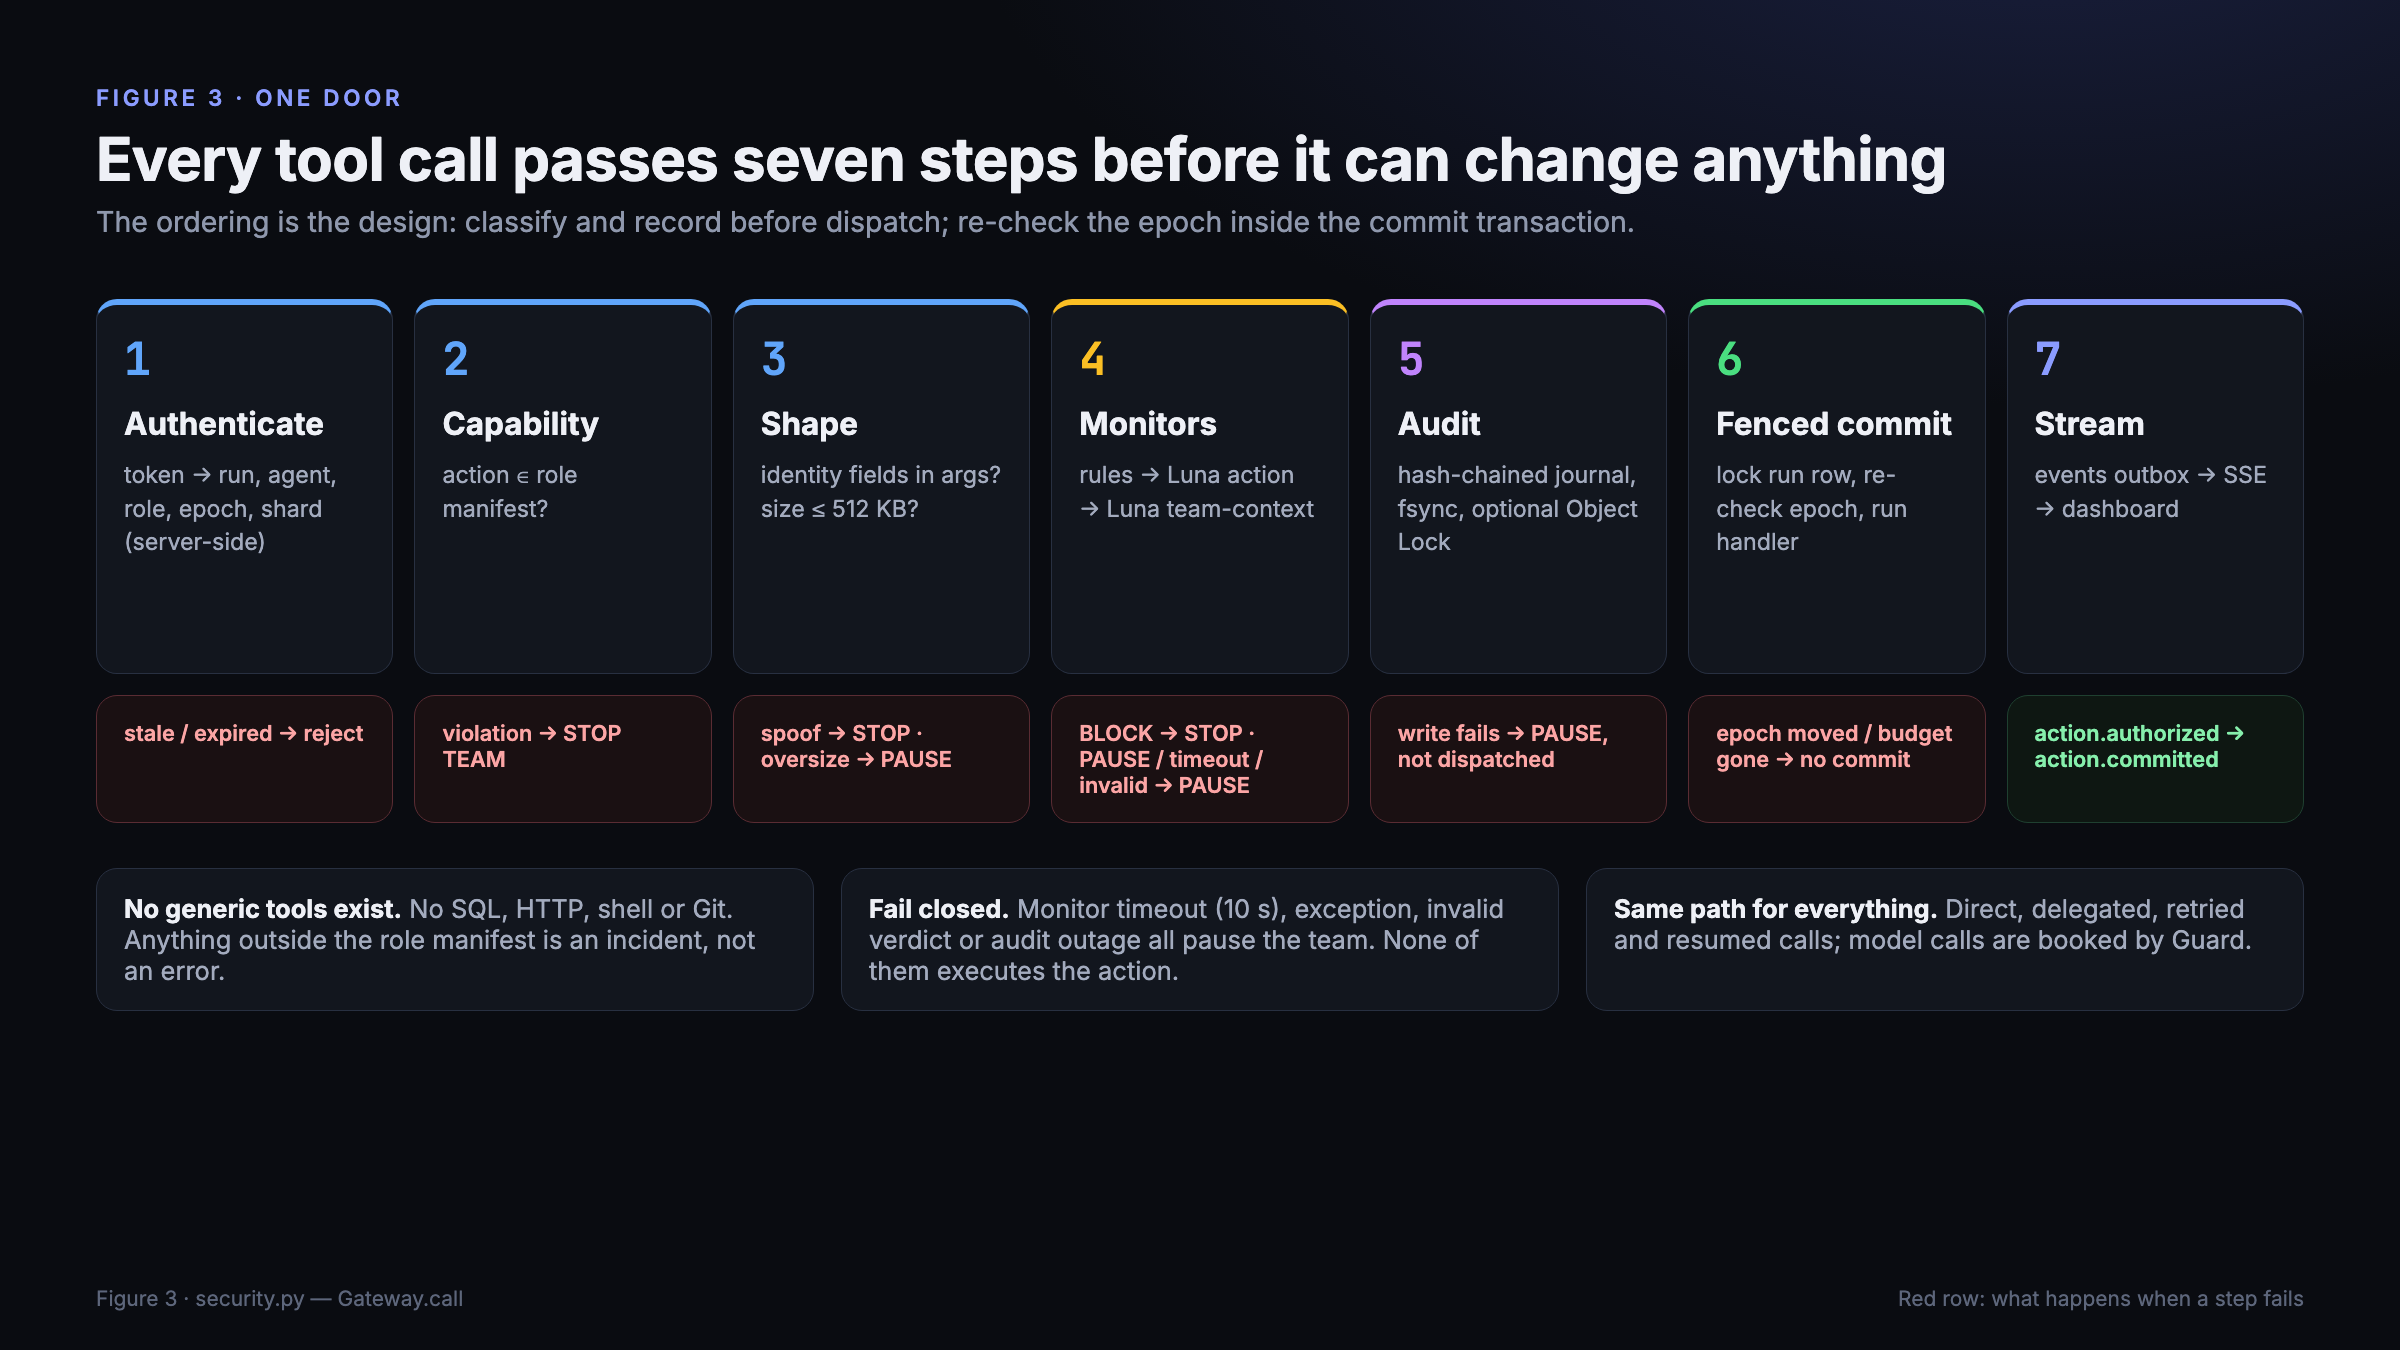 FIGURE 3 · ONE DOOR
Every tool call passes seven steps before it can change anything
The ordering is the design: classify and record before dispatch; re-check the epoch inside the commit transaction.
1
Authenticate
token → run, agent,
role, epoch, shard
(server-side)
2
Capability
action ∈ role
manifest?
3
Shape
identity fields in args?
size ≤ 512 KB?
4
Monitors
rules → Luna action
→ Luna team-context
5
Audit
hash-chained journal,
fsync, optional Object
Lock
6
Fenced commit
lock run row, re-
check epoch, run
handler
7
Stream
events outbox → SSE
→ dashboard
stale / expired → reject
violation → STOP
TEAM
spoof → STOP ·
oversize → PAUSE
BLOCK → STOP ·
PAUSE / timeout /
invalid → PAUSE
write fails → PAUSE,
not dispatched
epoch moved / budget
gone → no commit
action.authorized →
action.committed
No generic tools exist. No SQL, HTTP, shell or Git.
Anything outside the role manifest is an incident, not
an error.
Fail closed. Monitor timeout (10 s), exception, invalid
verdict or audit outage all pause the team. None of
them executes the action.
Same path for everything. Direct, delegated, retried
and resumed calls; model calls are booked by Guard.
Figure 3 · security.py — Gateway.call
Red row: what happens when a step fails